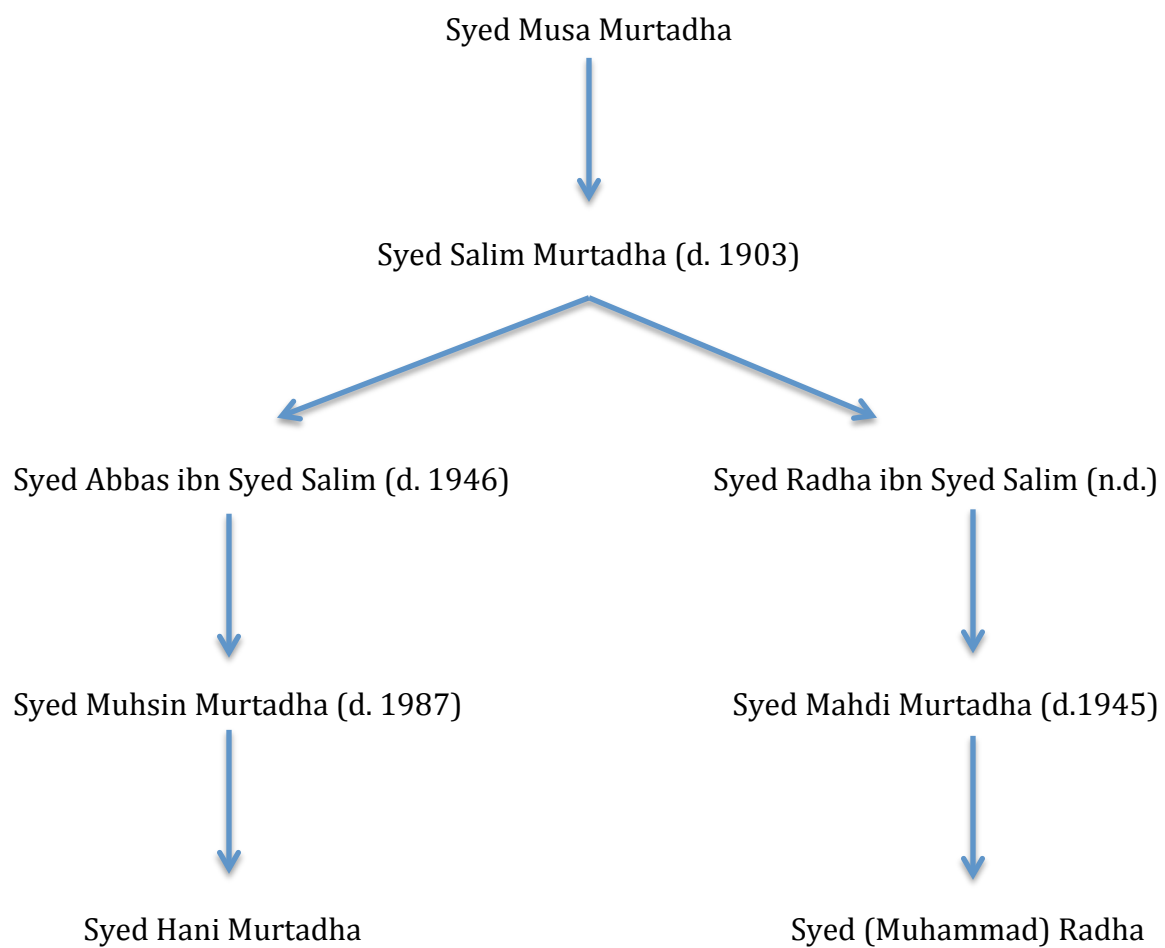 Syed Musa Murtadha
Syed Salim Murtadha (d. 1903)
Syed Abbas ibn Syed Salim (d. 1946)
Syed Radha ibn Syed Salim (n.d.)
Syed Muhsin Murtadha (d. 1987)
Syed Mahdi Murtadha (d.1945)
Syed Hani Murtadha
Syed (Muhammad) Radha